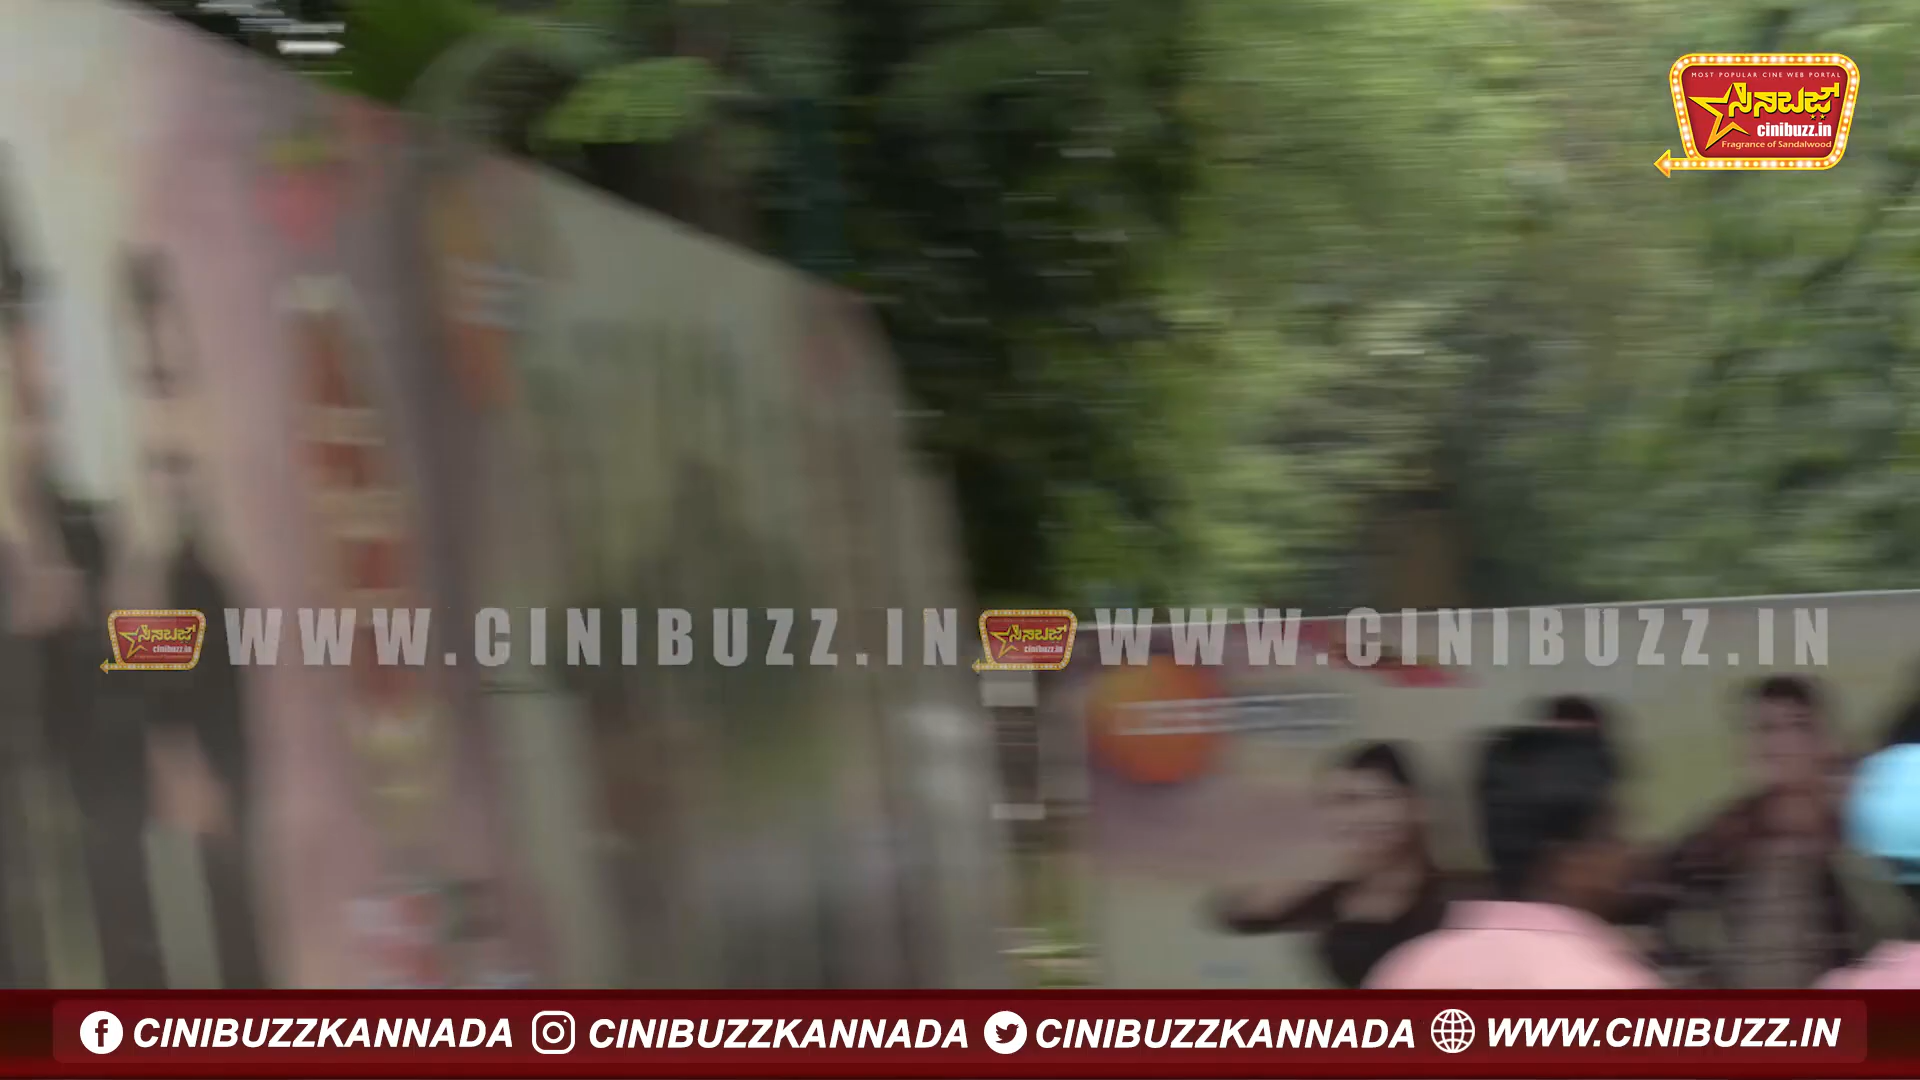 MOST POPULAR CINE WEB PORTAL
ಸಿನಿಬಜ಼್್
cinibuzz.in
Fragrance of Sandalwood
WWW.CINIBUZZ.IN WWW.CINIBUZZ.IN
CINIBUZZKANNADA CINIBUZZKANNADA CINIBUZZKANNADA WWW.CINIBUZZ.IN